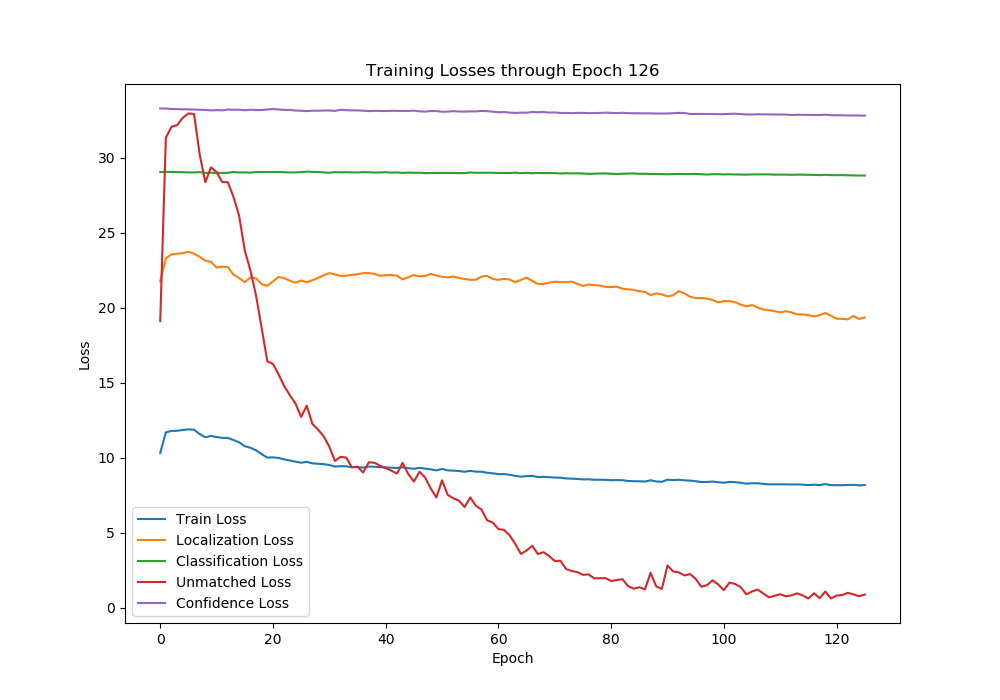 Training Losses through Epoch 126
Loss
30
25
20
15
10
5
0
Train Loss
Localization Loss
Classification Loss
Unmatched Loss
Confidence Loss
0 20 40 60 80 100 120
Epoch